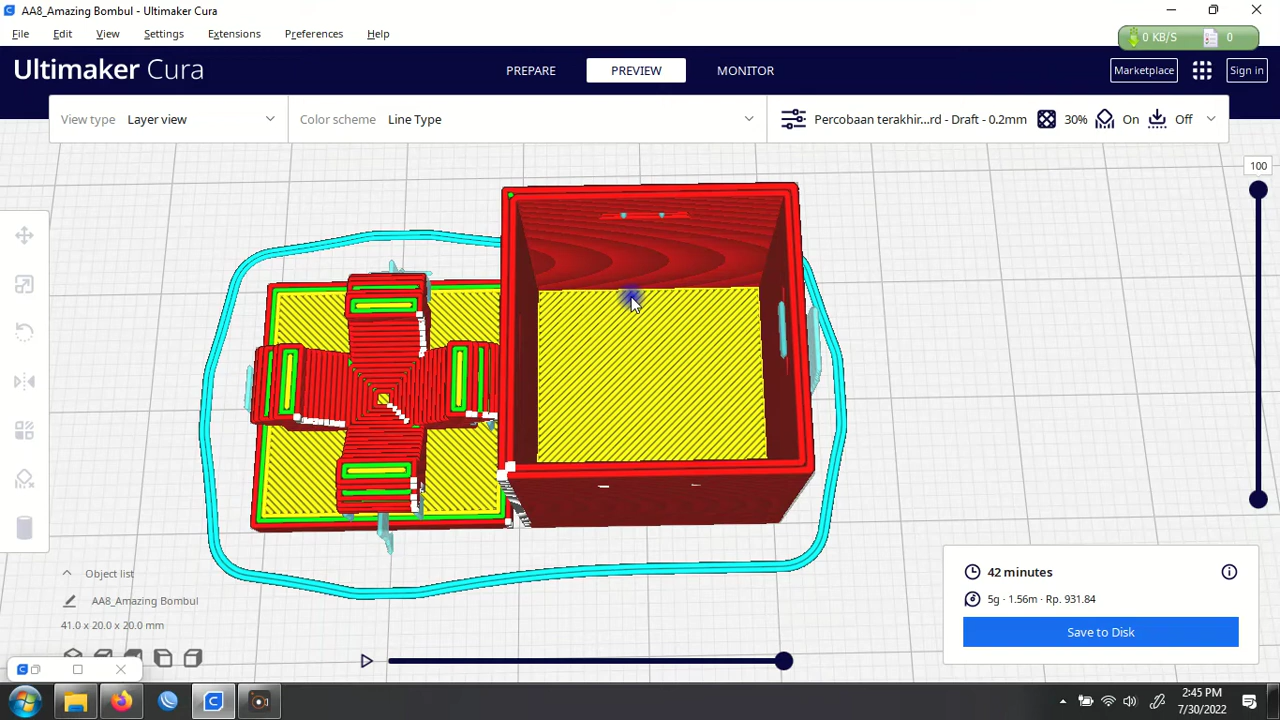 AA8_Amazing Bombul - Ultimaker Cura
File Edit View Settings Extensions Preferences Help
0 KB/S 0
Ultimaker Cura
PREPARE PREVIEW MONITOR
Marketplace Sign in
View type Layer view
Color scheme Line Type
Percobaan terakhir...rd - Draft - 0.2mm 30% On Off
100
Object list
AA8_Amazing Bombul
41.0 x 20.0 x 20.0 mm
42 minutes
5g · 1.56m · Rp. 931.84
Save to Disk
2:45 PM
7/30/2022